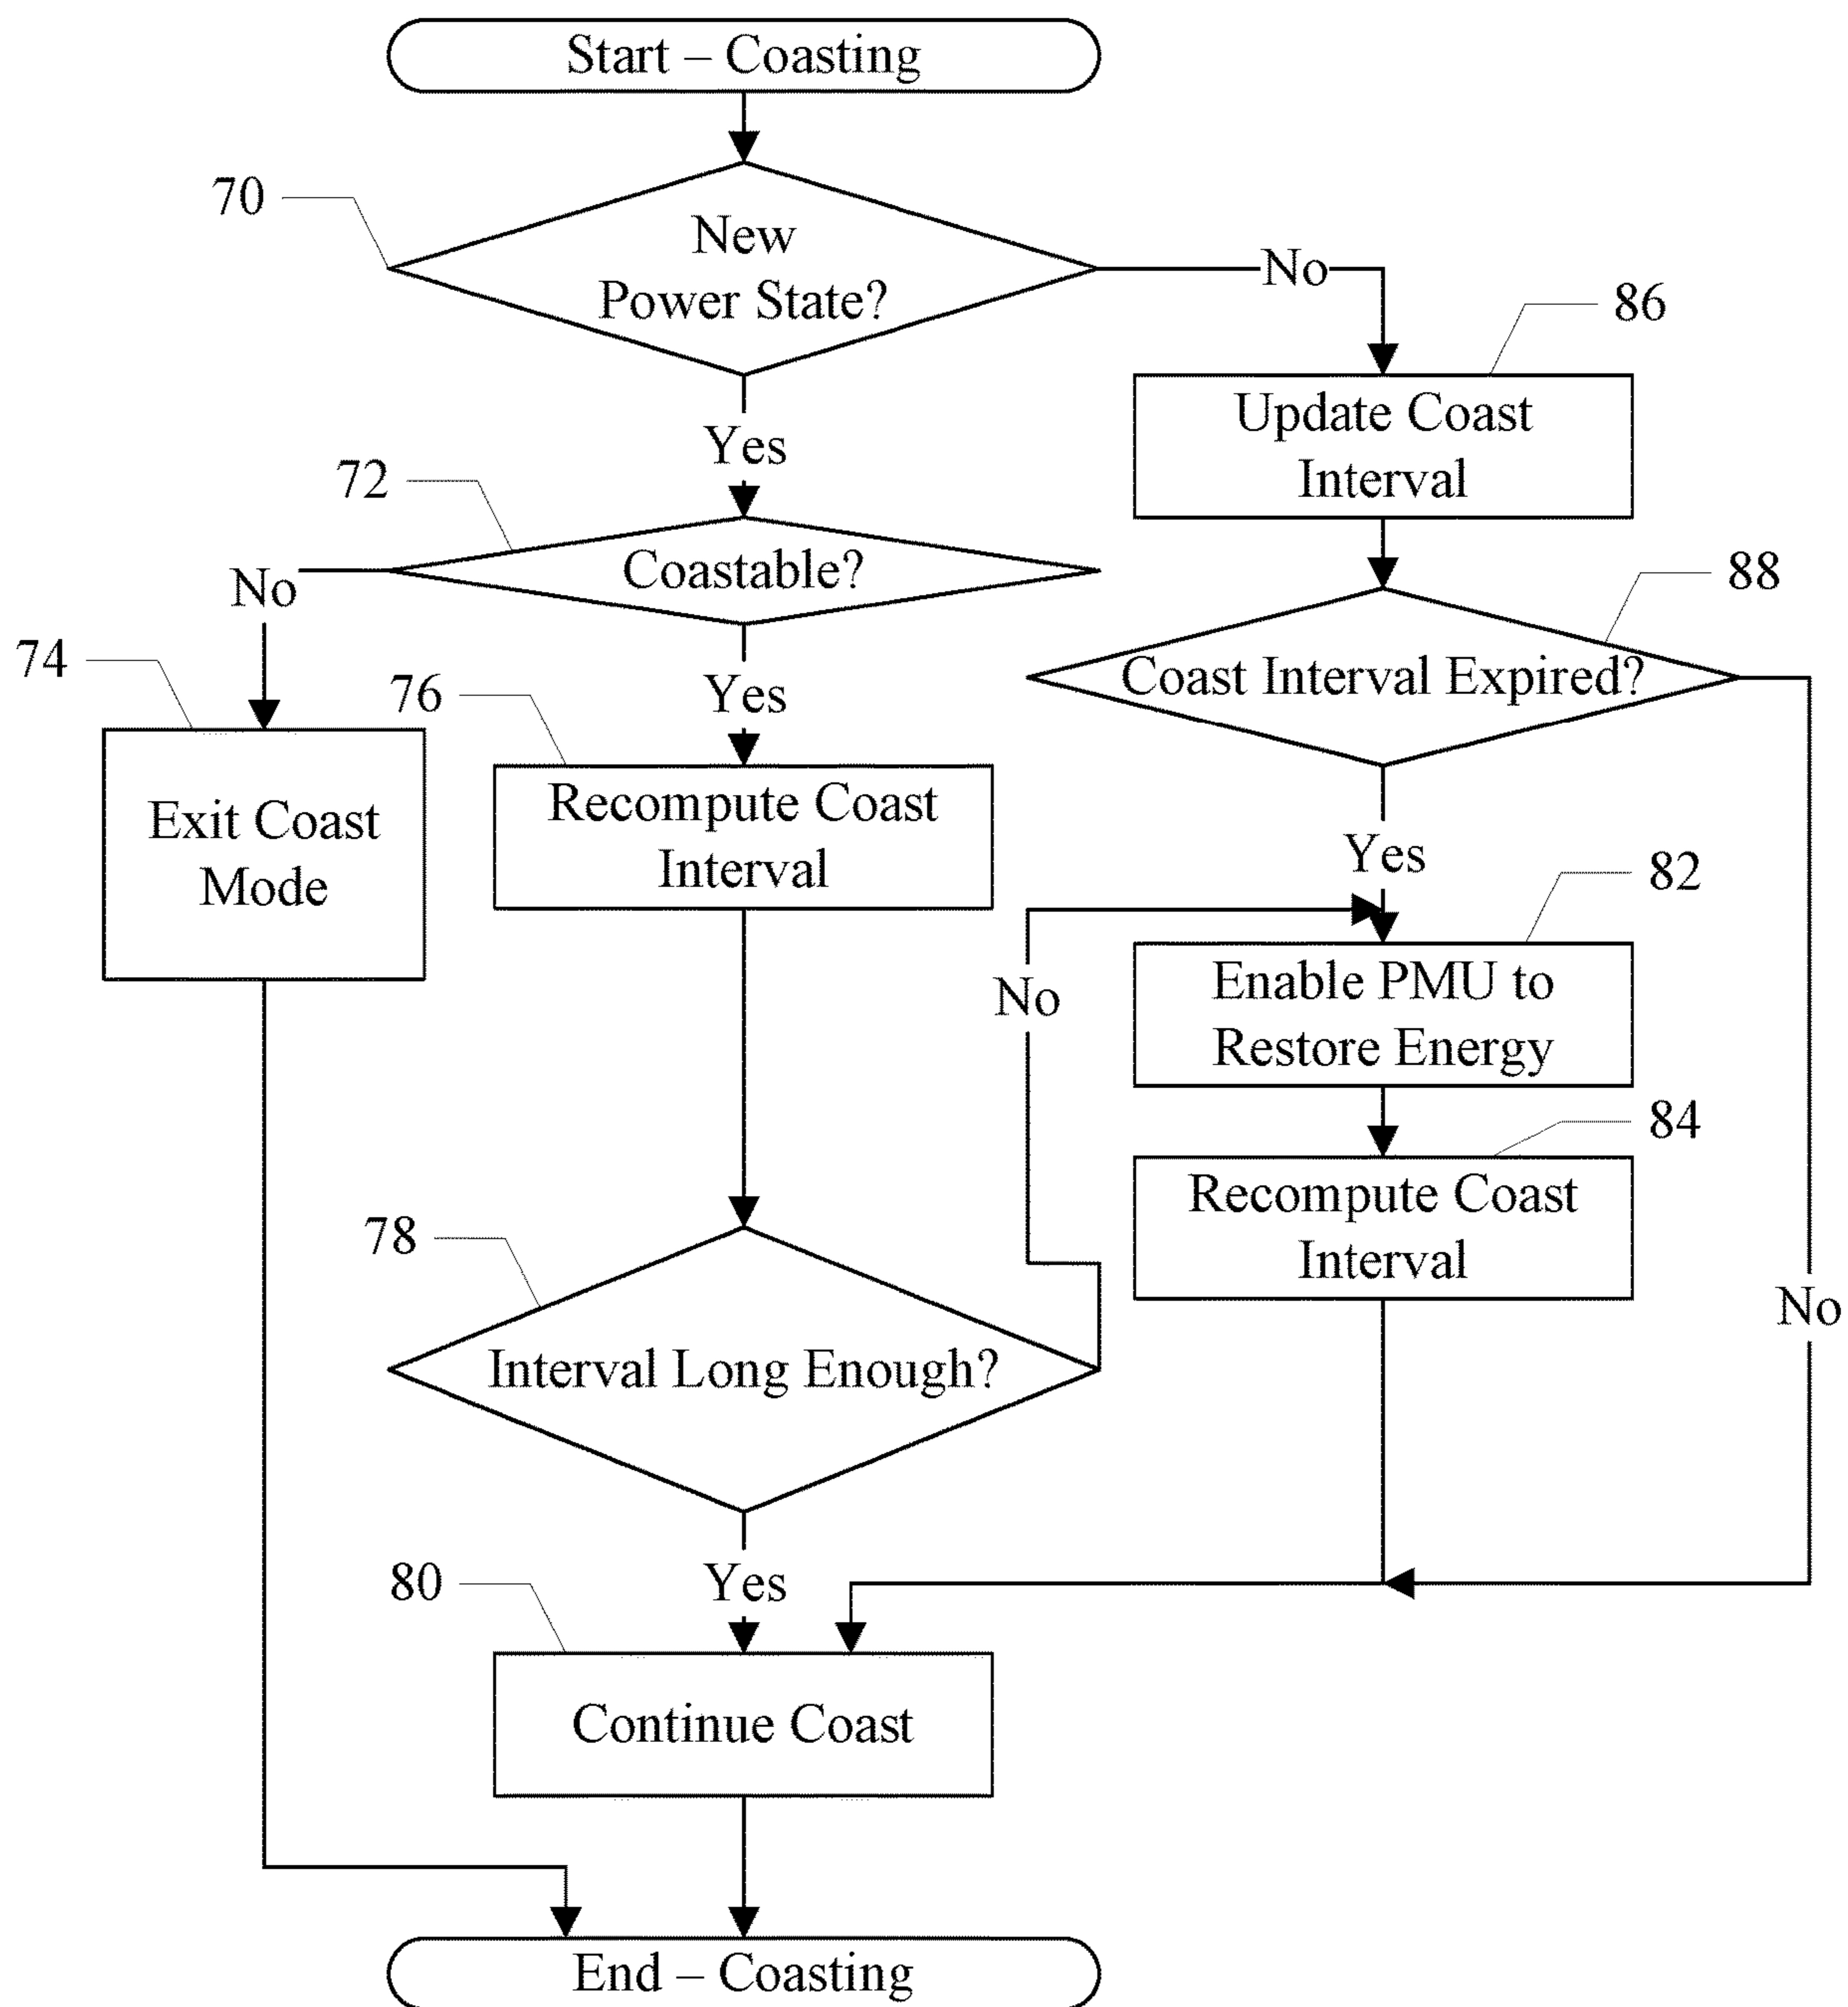 Start – Coasting
70
New
Power State?
No
86
Update Coast
Interval
Yes
72
Coastable?
No
88
Coast Interval Expired?
74
Exit Coast
Mode
Yes
76
Recompute Coast
Interval
Yes
82
No
Enable PMU to
Restore Energy
84
Recompute Coast
Interval
78
Interval Long Enough?
No
80
Yes
Continue Coast
End – Coasting